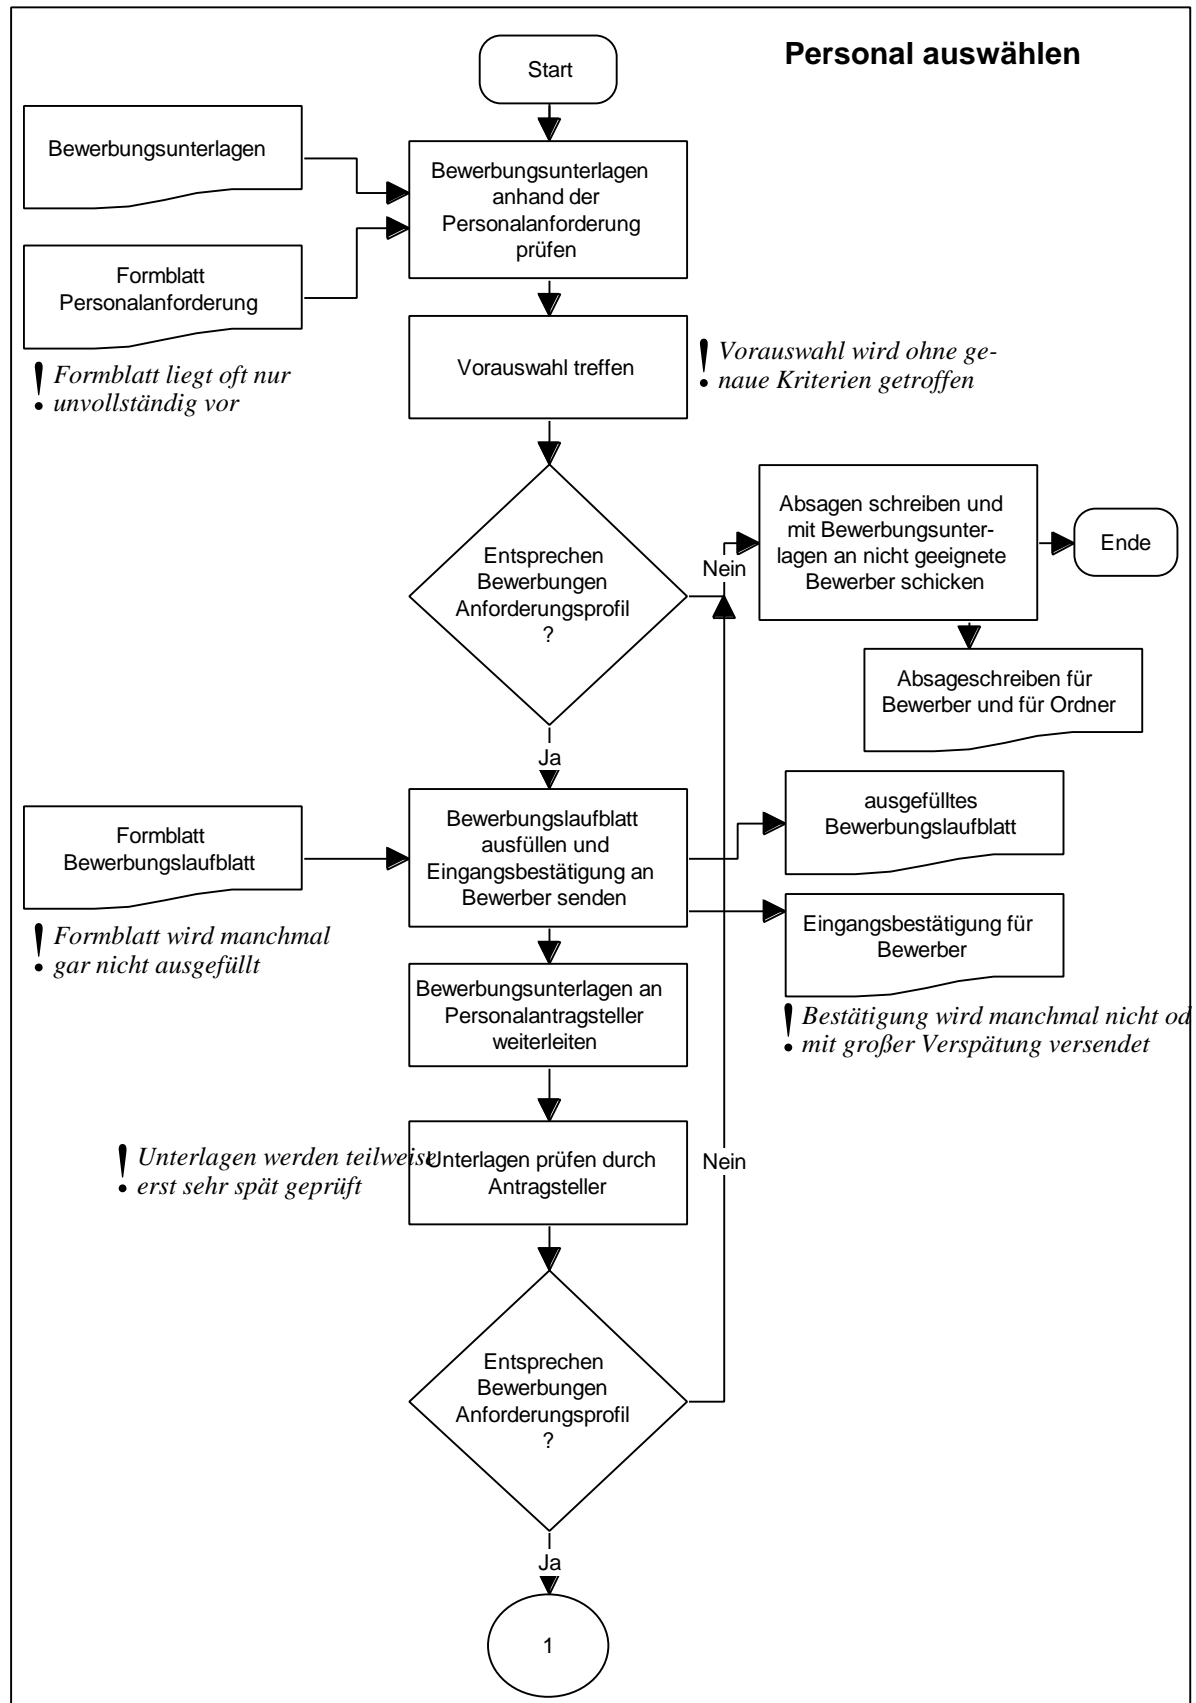 Personal auswählen
Start
Bewerbungsunterlagen
Bewerbungsunterlagen
anhand der
Personalanforderung
prüfen
Formblatt
Personalanforderung
! Formblatt liegt oft nur
unvollständig vor
Vorauswahl treffen
! Vorauswahl wird ohne ge-
naue Kriterien getroffen
Entsprechen
Bewerbungen
Anforderungsprofil
?
Nein
Absagen schreiben und
mit Bewerbungsunter-
lagen an nicht geeignete
Bewerber schicken
Ende
Absageschreiben für
Bewerber und für Ordner
Ja
Formblatt
Bewerbungslaufblatt
! Formblatt wird manchmal
gar nicht ausgefüllt
Bewerbungslaufblatt
ausfüllen und
Eingangsbestätigung an
Bewerber senden
ausgefülltes
Bewerbungslaufblatt
Eingangsbestätigung für
Bewerber
! Bestätigung wird manchmal nicht od
mit großer Verspätung versendet
Bewerbungsunterlagen an
Personalantragsteller
weiterleiten
! Unterlagen werden teilweise
erst sehr spät geprüft
Unterlagen prüfen durch
Antragsteller
Nein
Entsprechen
Bewerbungen
Anforderungsprofil
?
Ja
1